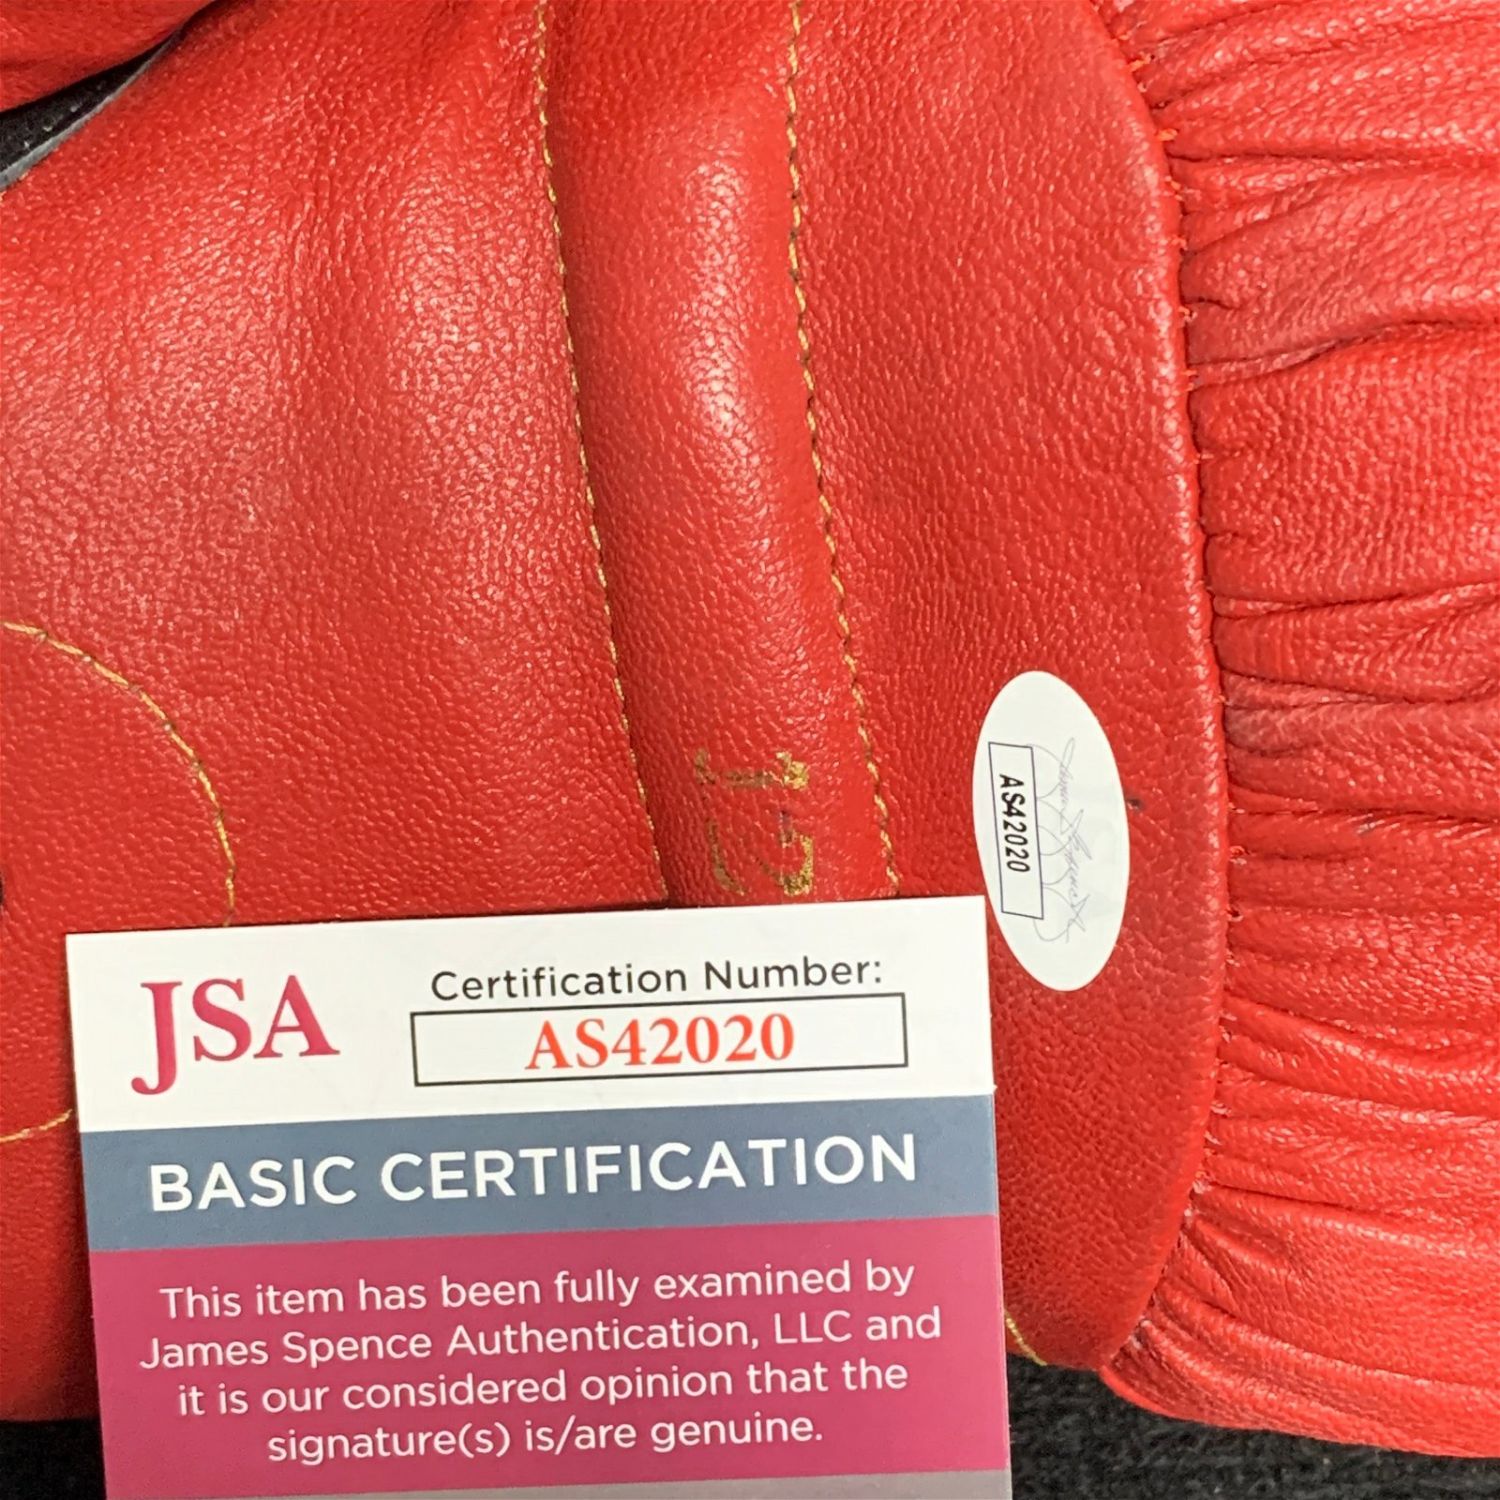 AS42020
JSA
Certification Number:
AS42020
BASIC CERTIFICATION
This item has been fully examined by
James Spence Authentication, LLC and
it is our considered opinion that the
signature(s) is/are genuine.